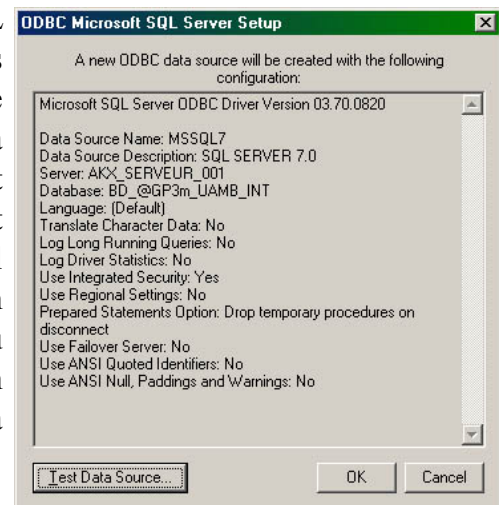 ODBC Microsoft SQL Server Setup
A new ODBC data source will be created with the following
configuration:
Microsoft SQL Server ODBC Driver Version 03.70.0820
Data Source Name: MSSQL7
Data Source Description: SQL SERVER 7.0
Server: AKX_SERVEUR_001
Database: BD_@GP3m_UAMB_INT
Language: (Default)
Translate Character Data: No
Log Long Running Queries: No
Log Driver Statistics: No
Use Integrated Security: Yes
Use Regional Settings: No
Prepared Statements Option: Drop temporary procedures on
disconnect
Use Failover Server: No
Use ANSI Quoted Identifiers: No
Use ANSI Null, Paddings and Warnings: No
Test Data Source...
OK
Cancel